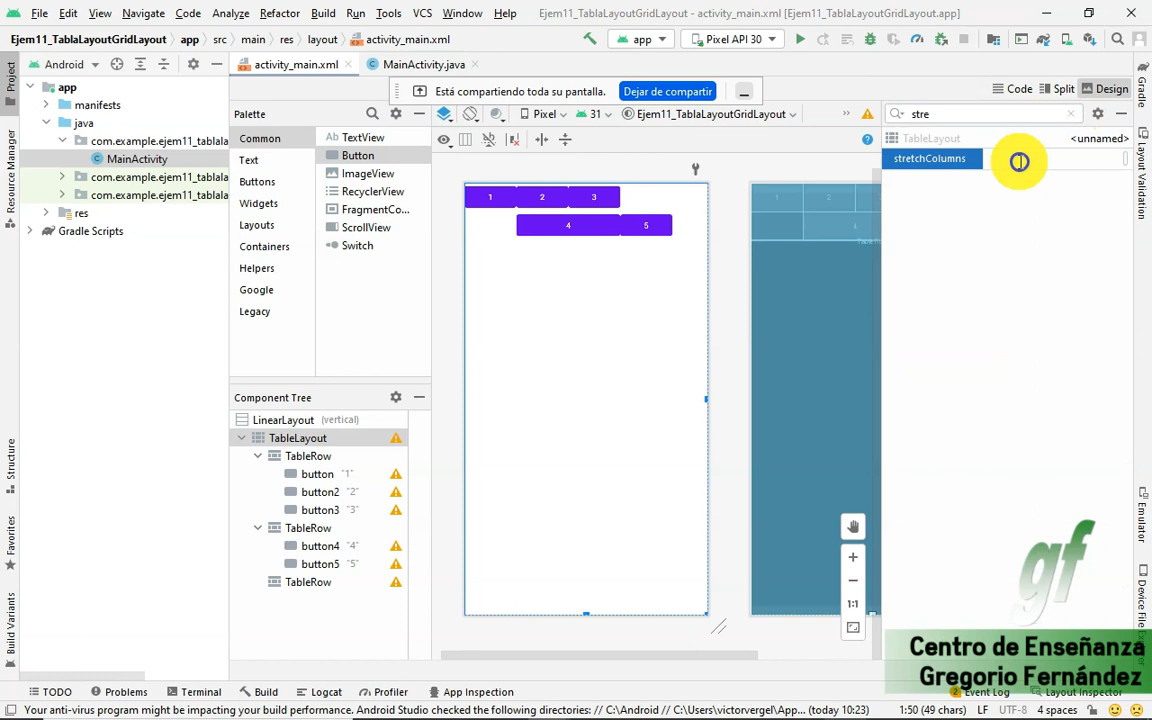 File Edit View Navigate Code Analyze Refactor Build Run Tools VCS Window Help Ejem11_TablaLayoutGridLayout - activity_main.xml [Ejem11_TablaLayoutGridLayout.app]
Ejem11_TablaLayoutGridLayout app src main res layout activity_main.xml app Pixel API 30
Android activity_main.xml MainActivity.java
Está compartiendo toda su pantalla. Dejar de compartir
Code Split Design
Palette Pixel 31 Ejem11_TablaLayoutGridLayout stre
app
manifests
java
com.example.ejem11_tablala
MainActivity
com.example.ejem11_tablala
com.example.ejem11_tablala
res
Gradle Scripts
Common
Text
Buttons
Widgets
Layouts
Containers
Helpers
Google
Legacy
Ab TextView
Button
ImageView
RecyclerView
FragmentCo...
ScrollView
Switch
TableLayout <unnamed>
stretchColumns
1 2 3
4 5
1 2
1:1
Component Tree
LinearLayout (vertical)
TableLayout
TableRow
button "1"
button2 "2"
button3 "3"
TableRow
button4 "4"
button5 "5"
TableRow
Project
Resource Manager
Structure
Favorites
Build Variants
Gradle
Layout Validation
Emulator
Device File
gf
Centro de Enseñanza
Gregorio Fernández
TODO Problems Terminal Build Logcat Profiler App Inspection 2 Event Log Layout Inspector
Your anti-virus program might be impacting your build performance. Android Studio checked the following directories: // C:\Android // C:\Users\victorvergel\App... (today 10:23) 1:50 (59 chars) LF UTF-8 4 spaces